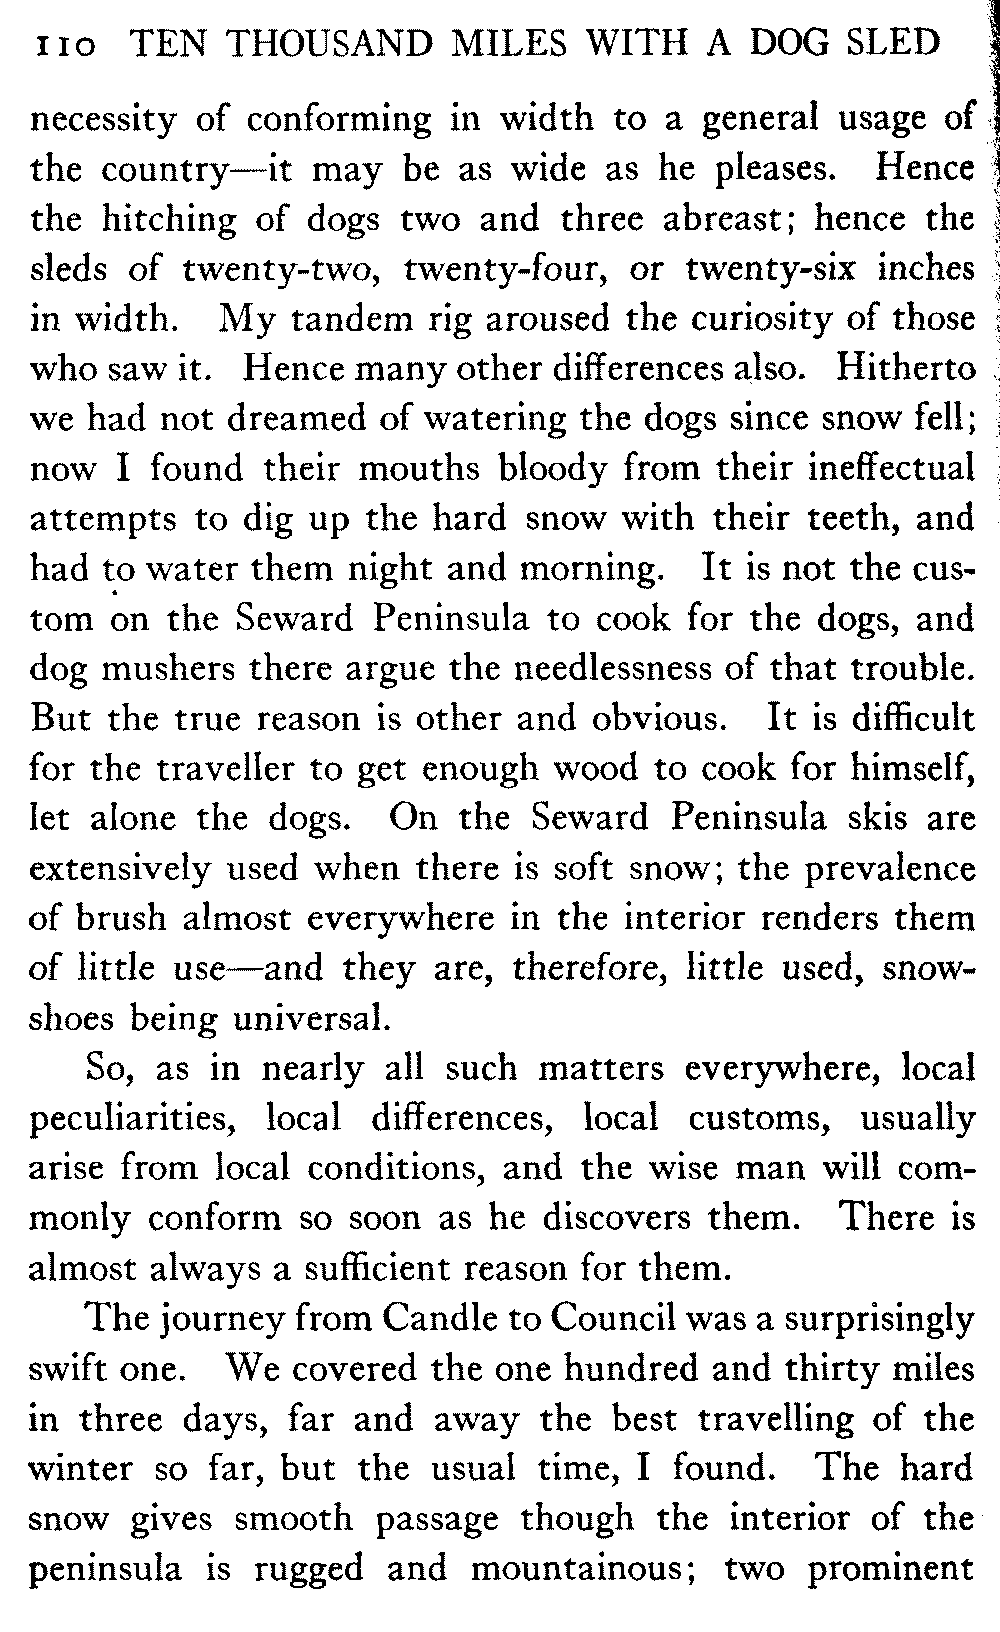 110 TEN THOUSAND MILES WITH A DOG SLED
necessity of conforming in width to a general usage of
the country—it may be as wide as he pleases. Hence
the hitching of dogs two and three abreast; hence the
sleds of twenty-two, twenty-four, or twenty-six inches
in width. My tandem rig aroused the curiosity of those
who saw it. Hence many other differences also. Hitherto
we had not dreamed of watering the dogs since snow fell;
now I found their mouths bloody from their ineffectual
attempts to dig up the hard snow with their teeth, and
had to water them night and morning. It is not the cus-
tom on the Seward Peninsula to cook for the dogs, and
dog mushers there argue the needlessness of that trouble.
But the true reason is other and obvious. It is difficult
for the traveller to get enough wood to cook for himself,
let alone the dogs. On the Seward Peninsula skis are
extensively used when there is soft snow; the prevalence
of brush almost everywhere in the interior renders them
of little use—and they are, therefore, little used, snow-
shoes being universal.
So, as in nearly all such matters everywhere, local
peculiarities, local differences, local customs, usually
arise from local conditions, and the wise man will com-
monly conform so soon as he discovers them. There is
almost always a sufficient reason for them.
The journey from Candle to Council was a surprisingly
swift one. We covered the one hundred and thirty miles
in three days, far and away the best travelling of the
winter so far, but the usual time, I found. The hard
snow gives smooth passage though the interior of the
peninsula is rugged and mountainous; two prominent